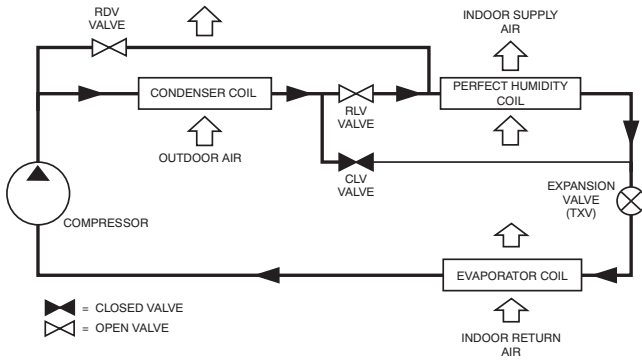 RDV
VALVE
INDOOR SUPPLY
AIR
CONDENSER COIL
PERFECT HUMIDITY
COIL
RLV
VALVE
OUTDOOR AIR
CLV
VALVE
EXPANSION
VALVE
(TXV)
COMPRESSOR
EVAPORATOR COIL
= CLOSED VALVE
= OPEN VALVE
INDOOR RETURN
AIR